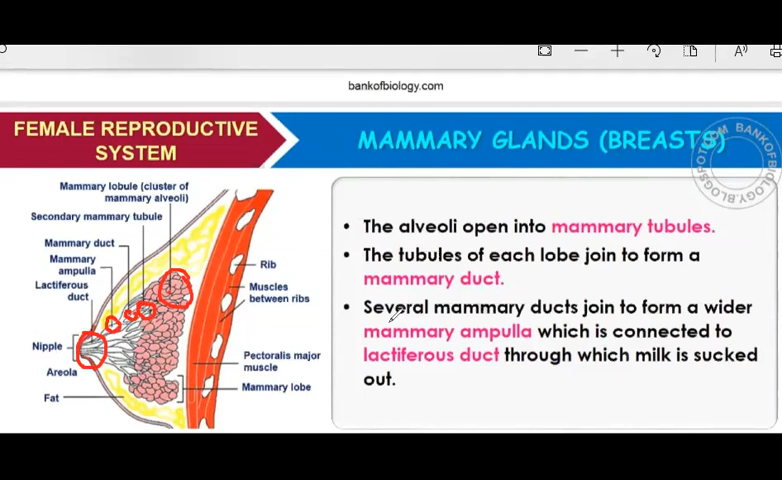 bankofbiology.com
FEMALE REPRODUCTIVE
SYSTEM
MAMMARY GLANDS (BREASTS)
BANKOFBIOLOGY.BLOGSPOT.COM
Mammary lobule (cluster of
mammary alveoli)
Secondary mammary tubule
Mammary duct
Mammary
ampulla
Lactiferous
duct
Nipple
Areola
Fat
Rib
Muscles
between ribs
Pectoralis major
muscle
Mammary lobe
• The alveoli open into mammary tubules.
• The tubules of each lobe join to form a
mammary duct.
• Several mammary ducts join to form a wider
mammary ampulla which is connected to
lactiferous duct through which milk is sucked
out.